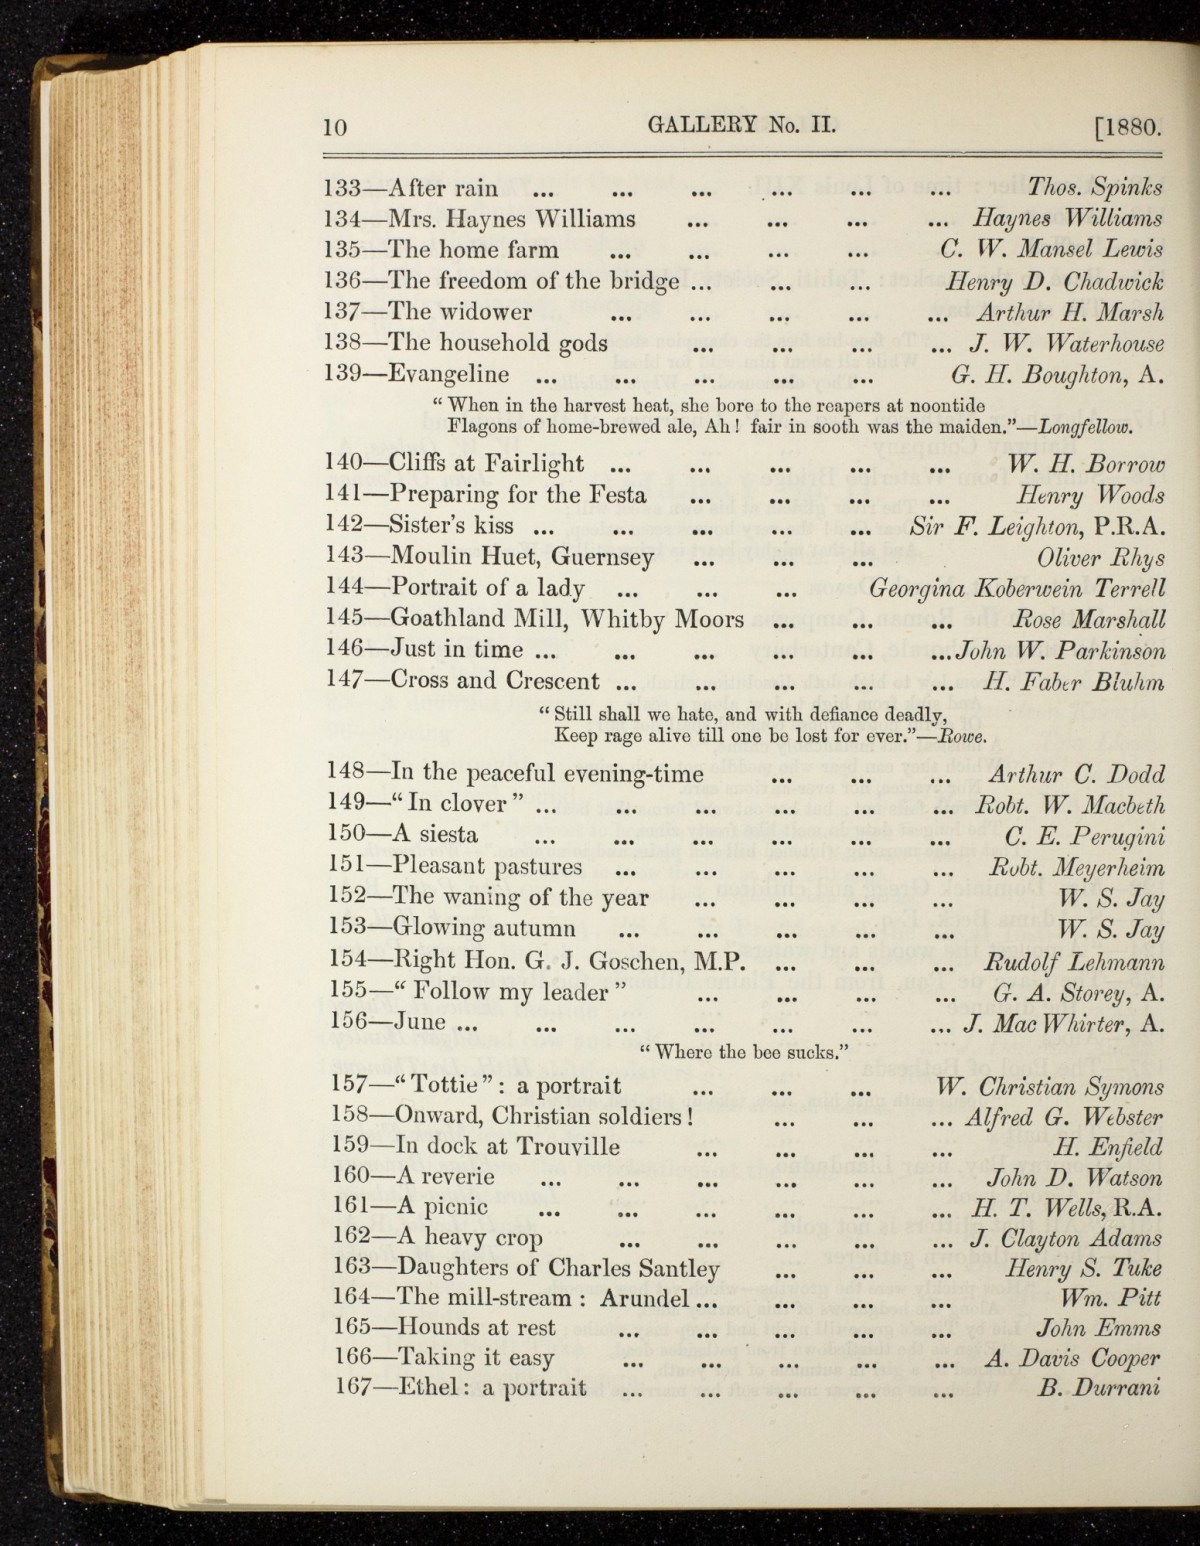 10 GALLERY No. II. [1880.
133—After rain ... ... ... ... ... ... Thos. Spinks
134—Mrs. Haynes Williams ... ... ... ... Haynes Williams
135—The home farm ... ... ... ... C. W. Mansel Lewis
136—The freedom of the bridge ... ... ... Henry D. Chadwick
137—The widower ... ... ... ... ... Arthur H. Marsh
138—The household gods ... ... ... ... J. W. Waterhouse
139—Evangeline ... ... ... ... ... G. H. Boughton, A.
“ When in the harvest heat, she bore to the reapers at noontide
Flagons of home-brewed ale, Ah! fair in sooth was the maiden.”—Longfellow.
140—Cliffs at Fairlight ... ... ... ... ... W. H. Borrow
141—Preparing for the Festa ... ... ... ... Henry Woods
142—Sister’s kiss ... ... ... ... ... Sir F. Leighton, P.R.A.
143—Moulin Huet, Guernsey ... ... ... Oliver Rhys
144—Portrait of a lady ... ... ... Georgina Koberwein Terrell
145—Goathland Mill, Whitby Moors ... ... ... Rose Marshall
146—Just in time ... ... ... ... ... ... John W. Parkinson
147—Cross and Crescent ... ... ... ... ... H. Faber Bluhm
“ Still shall we hate, and with defiance deadly,
Keep rage alive till one be lost for ever.”—Rowe.
148—In the peaceful evening-time ... ... ... Arthur C. Dodd
149—“ In clover ” ... ... ... ... ... ... Robt. W. Macbeth
150—A siesta ... ... ... ... ... ... C. E. Perugini
151—Pleasant pastures ... ... ... ... ... Robt. Meyerheim
152—The waning of the year ... ... ... ... W. S. Jay
153—Glowing autumn ... ... ... ... ... W. S. Jay
154—Right Hon. G. J. Goschen, M.P. ... ... ... Rudolf Lehmann
155—“ Follow my leader ” ... ... ... ... G. A. Storey, A.
156—June ... ... ... ... ... ... ... J. Mac Whirter, A.
“ Where the bee sucks.”
157—“ Tottie ” : a portrait ... ... ... W. Christian Symons
158—Onward, Christian soldiers! ... ... ... Alfred G. Webster
159—In dock at Trouville ... ... ... ... H. Enfield
160—A reverie ... ... ... ... ... ... John D. Watson
161—A picnic ... ... ... ... ... ... H. T. Wells, R.A.
162—A heavy crop ... ... ... ... ... J. Clayton Adams
163—Daughters of Charles Santley ... ... ... Henry S. Tuke
164—The mill-stream : Arundel ... ... ... ... Wm. Pitt
165—Hounds at rest ... ... ... ... ... John Emms
166—Taking it easy ... ... ... ... ... A. Davis Cooper
167—Ethel : a portrait ... ... ... ... ... B. Durrani